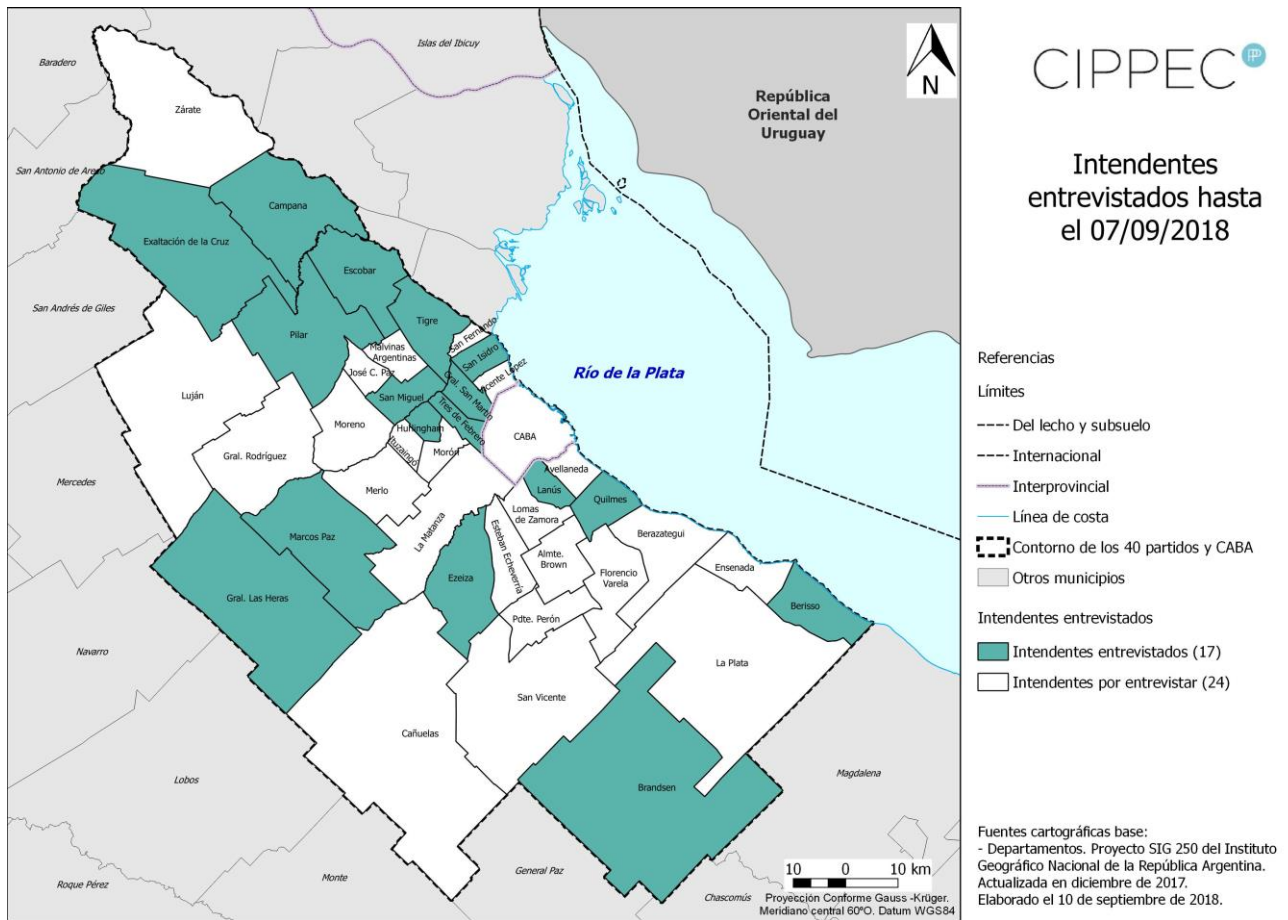 Islas del Ibicuy
Baradero
Zárate
N
República
Oriental del
Uruguay
San Antonio de Areco
Campana
Exaltación de la Cruz
Escobar
San Andrés de Giles
Tigre
Pilar
San Fernando
Malvinas
Argentinas
San Isidro
José C. Paz
Vicente López
Río de la Plata
Luján
San Miguel
Gral. San Martín
Tres de Febrero
Moreno
Hurlingham
CABA
Ituzaingó
Morón
Gral. Rodríguez
Avellaneda
Mercedes
Merlo
Lanús
Quilmes
Lomas
de Zamora
La Matanza
Berazategui
Marcos Paz
Esteban Echeverría
Almte.
Brown
Ensenada
Ezeiza
Florencio
Varela
Gral. Las Heras
Berisso
Pdte. Perón
Navarro
La Plata
San Vicente
Cañuelas
Lobos
Magdalena
Brandsen
General Paz
Roque Pérez
Monte
Chascomús
10 0 10 km
Proyección Conforme Gauss -Krüger.
Meridiano central 60°O. Datum WGS84
CIPPEC PP
Intendentes
entrevistados hasta
el 07/09/2018
Referencias
Límites
Del lecho y subsuelo
Internacional
Interprovincial
Línea de costa
Contorno de los 40 partidos y CABA
Otros municipios
Intendentes entrevistados
Intendentes entrevistados (17)
Intendentes por entrevistar (24)
Fuentes cartográficas base:
- Departamentos. Proyecto SIG 250 del Instituto
Geográfico Nacional de la República Argentina.
Actualizada en diciembre de 2017.
Elaborado el 10 de septiembre de 2018.